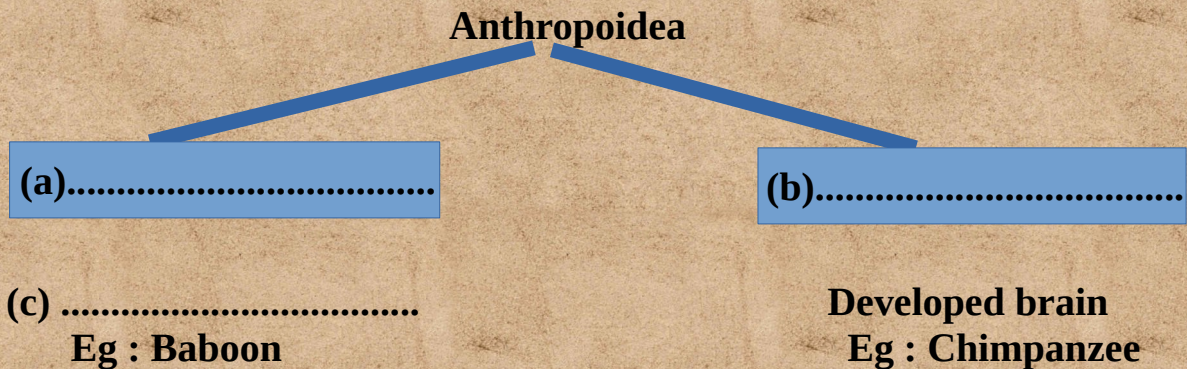 Anthropoidea
(a).....................................
(b).....................................
(c) ....................................
Developed brain
Eg : Baboon
Eg : Chimpanzee